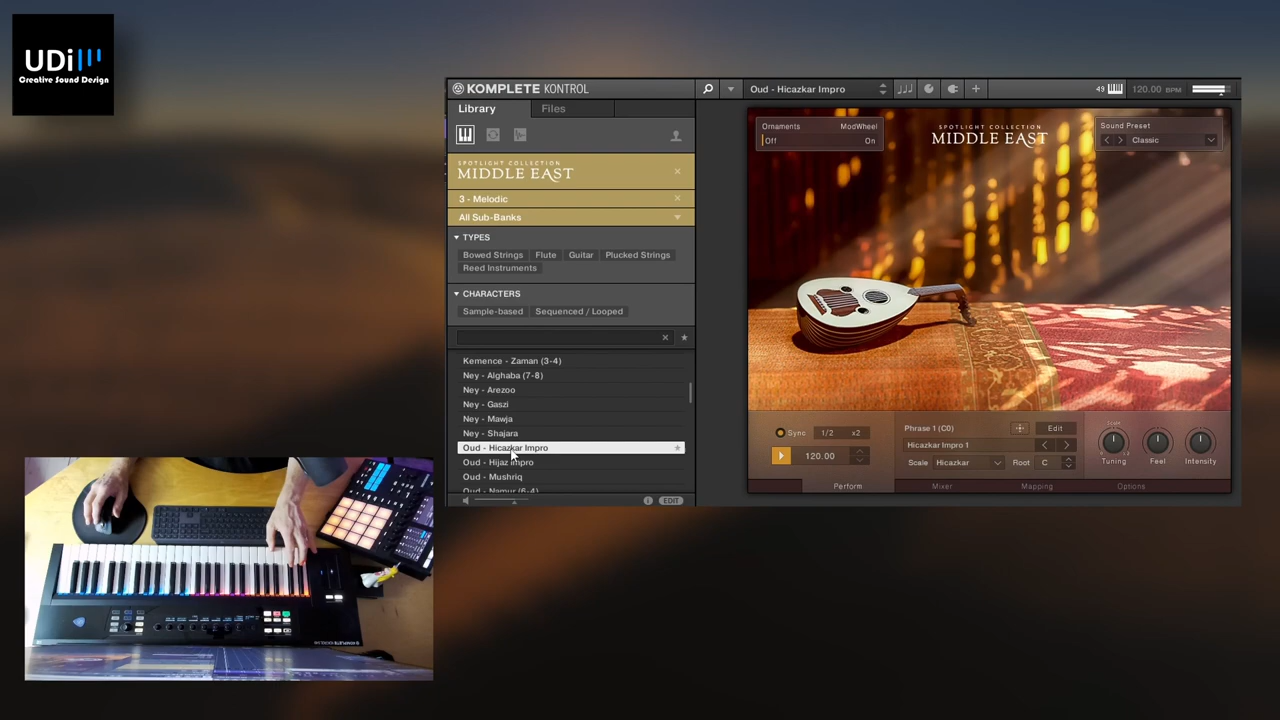 UDi
Creative Sound Design
KOMPLETE KONTROL
Oud - Hicazkar Impro
49
120.00 BPM
Library
Files
SPOTLIGHT COLLECTION
MIDDLE EAST
3 - Melodic
All Sub-Banks
TYPES
Bowed Strings
Flute
Guitar
Plucked Strings
Reed Instruments
CHARACTERS
Sample-based
Sequenced / Looped
Kemence - Zaman (3-4)
Ney - Alghaba (7-8)
Ney - Arezoo
Ney - Gaszi
Ney - Mawja
Ney - Shajara
Oud - Hicazkar Impro
Oud - Hijaz Impro
Oud - Mushriq
Oud - Namur (6-4)
EDIT
Ornaments
ModWheel
Off
On
SPOTLIGHT COLLECTION
MIDDLE EAST
Sound Preset
Classic
Sync
1/2
x2
120.00
Phrase 1 (C0)
Edit
Hicazkar Impro 1
Scale
Hicazkar
Root
C
Tuning
Feel
Intensity
Perform
Mixer
Mapping
Options